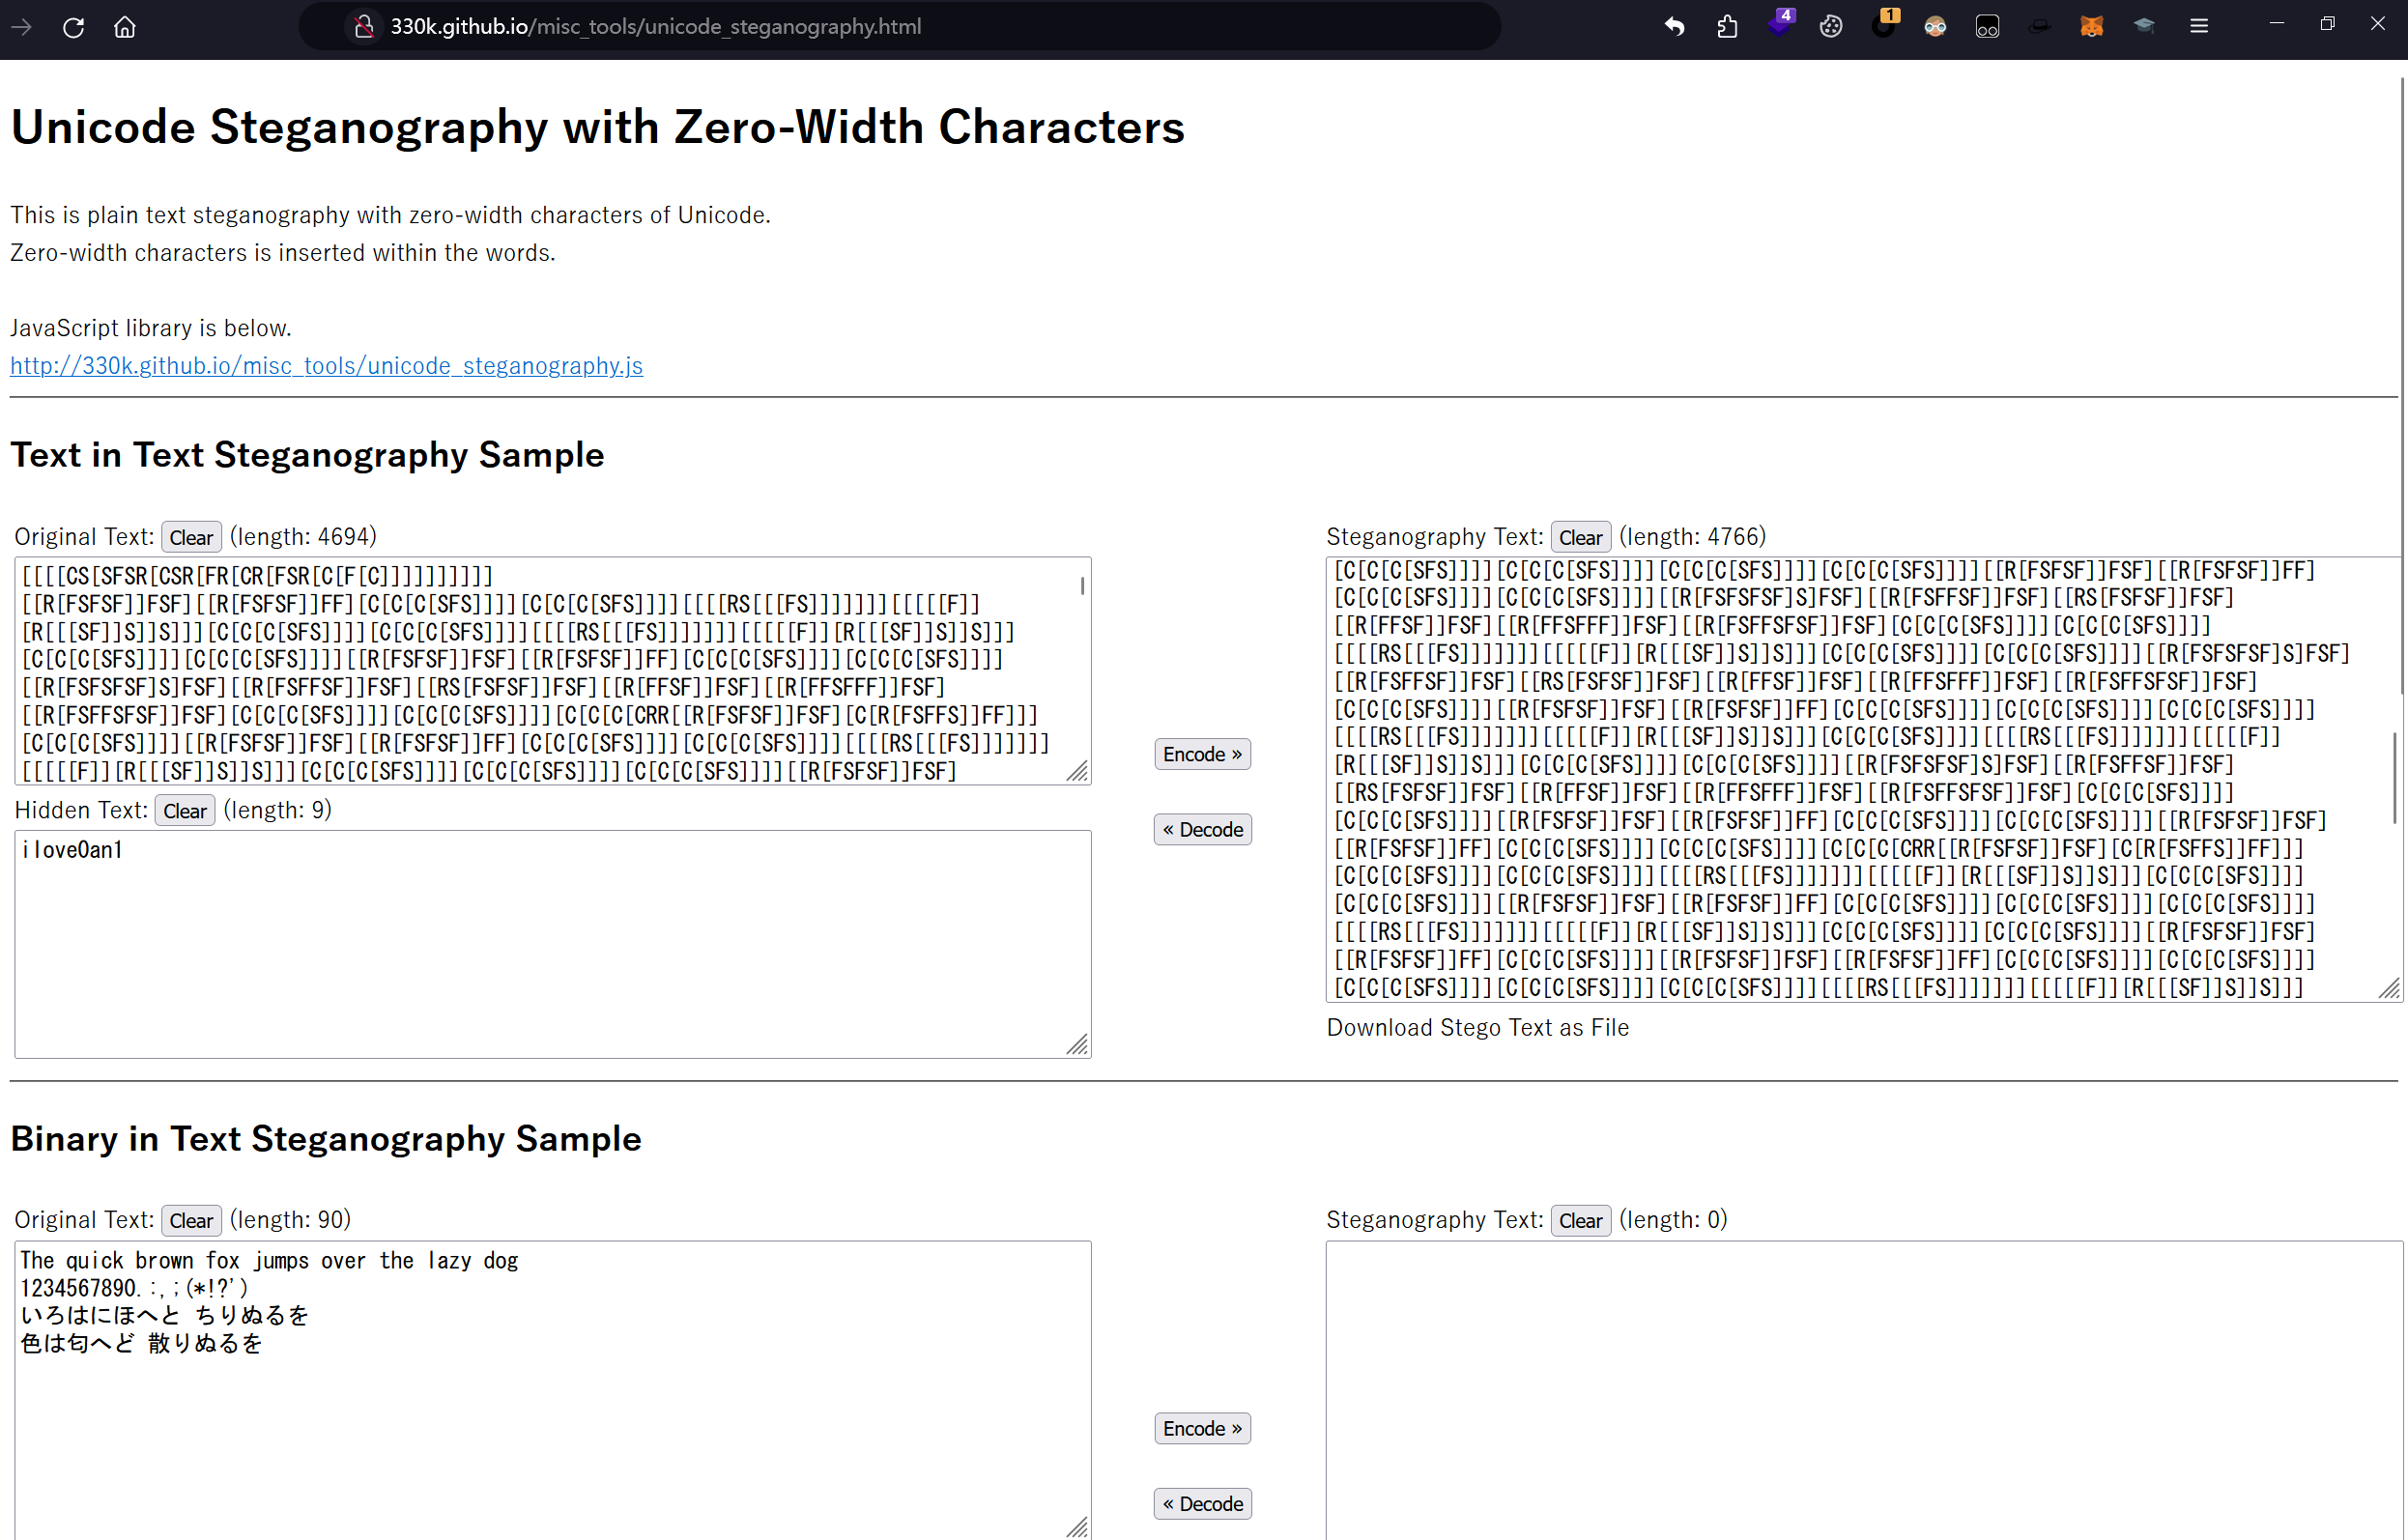 330k.github.io/misc_tools/unicode_steganography.html
4
1
Unicode Steganography with Zero-Width Characters
This is plain text steganography with zero-width characters of Unicode.
Zero-width characters is inserted within the words.
JavaScript library is below.
http://330k.github.io/misc_tools/unicode_steganography.js
Text in Text Steganography Sample
Original Text: Clear (length: 4694)
[[[[CS[SFSR[CSR[FR[CR[FSR[C[F[C]]]]]]]]]]
[[R[FSFSF]]FSF][[R[FSFSF]]FF][C[C[C[SFS]]]][C[C[C[SFS]]]][[[[RS[[[FS]]]]]]][[[[[F]]
[R[[[SF]]S]]S]]][C[C[C[SFS]]]][C[C[C[SFS]]]][[[[RS[[[FS]]]]]]][[[[[F]][R[[[SF]]S]]S]]]
[C[C[C[SFS]]]][C[C[C[SFS]]]][[R[FSFSF]]FSF][[R[FSFSF]]FF][C[C[C[SFS]]]][C[C[C[SFS]]]]
[[R[FSFSFSF]S]FSF][[R[FSFFSF]]FSF][[RS[FSFSF]]FSF][[R[FFSF]]FSF][[R[FFSFFF]]FSF]
[[R[FSFFSFSF]]FSF][C[C[C[SFS]]]][C[C[C[SFS]]]][C[C[C[CRR[[R[FSFSF]]FSF][C[R[FSFFS]]FF]]]
[C[C[C[SFS]]]][[R[FSFSF]]FSF][[R[FSFSF]]FF][C[C[C[SFS]]]][C[C[C[SFS]]]][[[[RS[[[FS]]]]]]]
[[[[[F]][R[[[SF]]S]]S]]][C[C[C[SFS]]]][C[C[C[SFS]]]][C[C[C[SFS]]]][[R[FSFSF]]FSF]
Hidden Text: Clear (length: 9)
ilove0an1
Encode »
« Decode
Steganography Text: Clear (length: 4766)
[C[C[C[SFS]]]][C[C[C[SFS]]]][C[C[C[SFS]]]][C[C[C[SFS]]]][[R[FSFSF]]FSF][[R[FSFSF]]FF]
[C[C[C[SFS]]]][C[C[C[SFS]]]][[R[FSFSFSF]S]FSF][[R[FSFFSF]]FSF][[RS[FSFSF]]FSF]
[[R[FFSF]]FSF][[R[FFSFFF]]FSF][[R[FSFFSFSF]]FSF][C[C[C[SFS]]]][C[C[C[SFS]]]]
[[[[RS[[[FS]]]]]]][[[[[F]][R[[[SF]]S]]S]]][C[C[C[SFS]]]][C[C[C[SFS]]]][[R[FSFSFSF]S]FSF]
[[R[FSFFSF]]FSF][[RS[FSFSF]]FSF][[R[FFSF]]FSF][[R[FFSFFF]]FSF][[R[FSFFSFSF]]FSF]
[C[C[C[SFS]]]][[R[FSFSF]]FSF][[R[FSFSF]]FF][C[C[C[SFS]]]][C[C[C[SFS]]]][C[C[C[SFS]]]]
[[[[RS[[[FS]]]]]]][[[[[F]][R[[[SF]]S]]S]]][C[C[C[SFS]]]][[[[RS[[[FS]]]]]]][[[[[F]]
[R[[[SF]]S]]S]]][C[C[C[SFS]]]][C[C[C[SFS]]]][[R[FSFSFSF]S]FSF][[R[FSFFSF]]FSF]
[[RS[FSFSF]]FSF][[R[FFSF]]FSF][[R[FFSFFF]]FSF][[R[FSFFSFSF]]FSF][C[C[C[SFS]]]]
[C[C[C[SFS]]]][[R[FSFSF]]FSF][[R[FSFSF]]FF][C[C[C[SFS]]]][C[C[C[SFS]]]][[R[FSFSF]]FSF]
[[R[FSFSF]]FF][C[C[C[SFS]]]][C[C[C[SFS]]]][C[C[C[CRR[[R[FSFSF]]FSF][C[R[FSFFS]]FF]]]
[C[C[C[SFS]]]][C[C[C[SFS]]]][[[[RS[[[FS]]]]]]][[[[[F]][R[[[SF]]S]]S]]][C[C[C[SFS]]]]
[C[C[C[SFS]]]][[R[FSFSF]]FSF][[R[FSFSF]]FF][C[C[C[SFS]]]][C[C[C[SFS]]]][C[C[C[SFS]]]]
[[[[RS[[[FS]]]]]]][[[[[F]][R[[[SF]]S]]S]]][C[C[C[SFS]]]][C[C[C[SFS]]]][[R[FSFSF]]FSF]
[[R[FSFSF]]FF][C[C[C[SFS]]]][[R[FSFSF]]FSF][[R[FSFSF]]FF][C[C[C[SFS]]]][C[C[C[SFS]]]]
[C[C[C[SFS]]]][C[C[C[SFS]]]][C[C[C[SFS]]]][[[[RS[[[FS]]]]]]][[[[[F]][R[[[SF]]S]]S]]]
Download Stego Text as File
Binary in Text Steganography Sample
Original Text: Clear (length: 90)
The quick brown fox jumps over the lazy dog
1234567890.:,;(*!?')
いろはにほへと ちりぬるを
色は匂へど 散りぬるを
Encode »
« Decode
Steganography Text: Clear (length: 0)